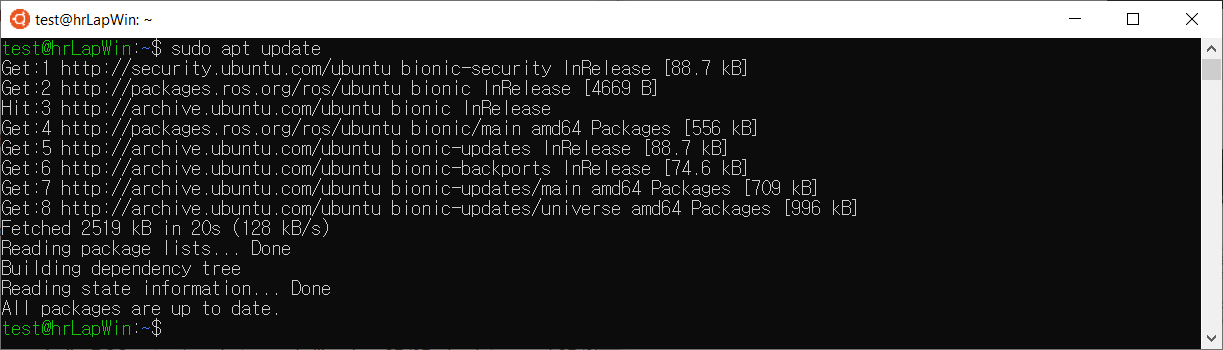 test@hrLapWin: ~
test@hrLapWin:~$ sudo apt update
Get:1 http://security.ubuntu.com/ubuntu bionic-security InRelease [88.7 kB]
Get:2 http://packages.ros.org/ros/ubuntu bionic InRelease [4669 B]
Hit:3 http://archive.ubuntu.com/ubuntu bionic InRelease
Get:4 http://packages.ros.org/ros/ubuntu bionic/main amd64 Packages [556 kB]
Get:5 http://archive.ubuntu.com/ubuntu bionic-updates InRelease [88.7 kB]
Get:6 http://archive.ubuntu.com/ubuntu bionic-backports InRelease [74.6 kB]
Get:7 http://archive.ubuntu.com/ubuntu bionic-updates/main amd64 Packages [709 kB]
Get:8 http://archive.ubuntu.com/ubuntu bionic-updates/universe amd64 Packages [996 kB]
Fetched 2519 kB in 20s (128 kB/s)
Reading package lists... Done
Building dependency tree
Reading state information... Done
All packages are up to date.
test@hrLapWin:~$